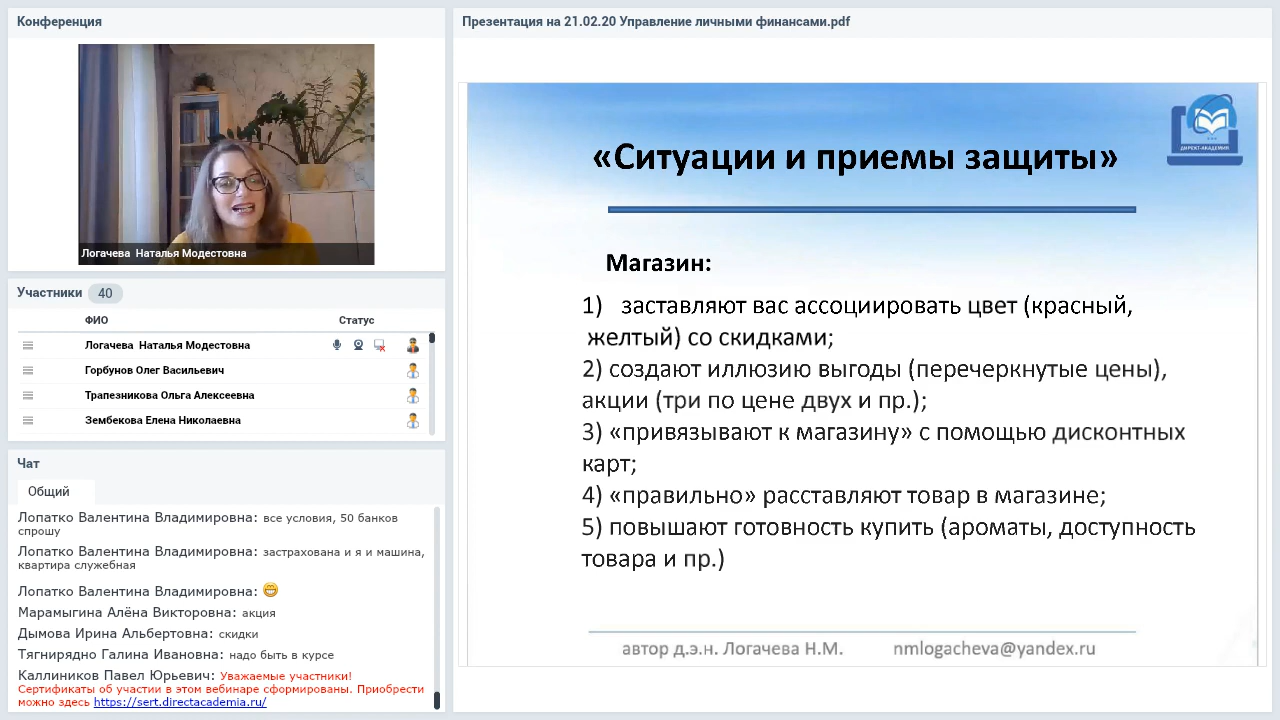 Конференция
Логачева Наталья Модестовна
Участники 40
ФИО Статус
Логачева Наталья Модестовна
Горбунов Олег Васильевич
Трапезникова Ольга Алексеевна
Зембекова Елена Николаевна
Чат
Общий
Лопатко Валентина Владимировна: все условия, 50 банков
спрошу
Лопатко Валентина Владимировна: застрахована и я и машина,
квартира служебная
Лопатко Валентина Владимировна: 😁
Марамыгина Алёна Викторовна: акция
Дымова Ирина Альбертовна: скидки
Тягнирядно Галина Ивановна: надо быть в курсе
Каллиников Павел Юрьевич: Уважаемые участники!
Сертификаты об участии в этом вебинаре сформированы. Приобрести
можно здесь https://sert.directacademia.ru/
Презентация на 21.02.20 Управление личными финансами.pdf
ДИРЕКТ-АКАДЕМИЯ
«Ситуации и приемы защиты»
Магазин:
1) заставляют вас ассоциировать цвет (красный,
желтый) со скидками;
2) создают иллюзию выгоды (перечеркнутые цены),
акции (три по цене двух и пр.);
3) «привязывают к магазину» с помощью дисконтных
карт;
4) «правильно» расставляют товар в магазине;
5) повышают готовность купить (ароматы, доступность
товара и пр.)
автор д.э.н. Логачева Н.М. nmlogacheva@yandex.ru